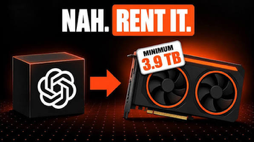 NAH. RENT IT.
MINIMUM
3.9 TB